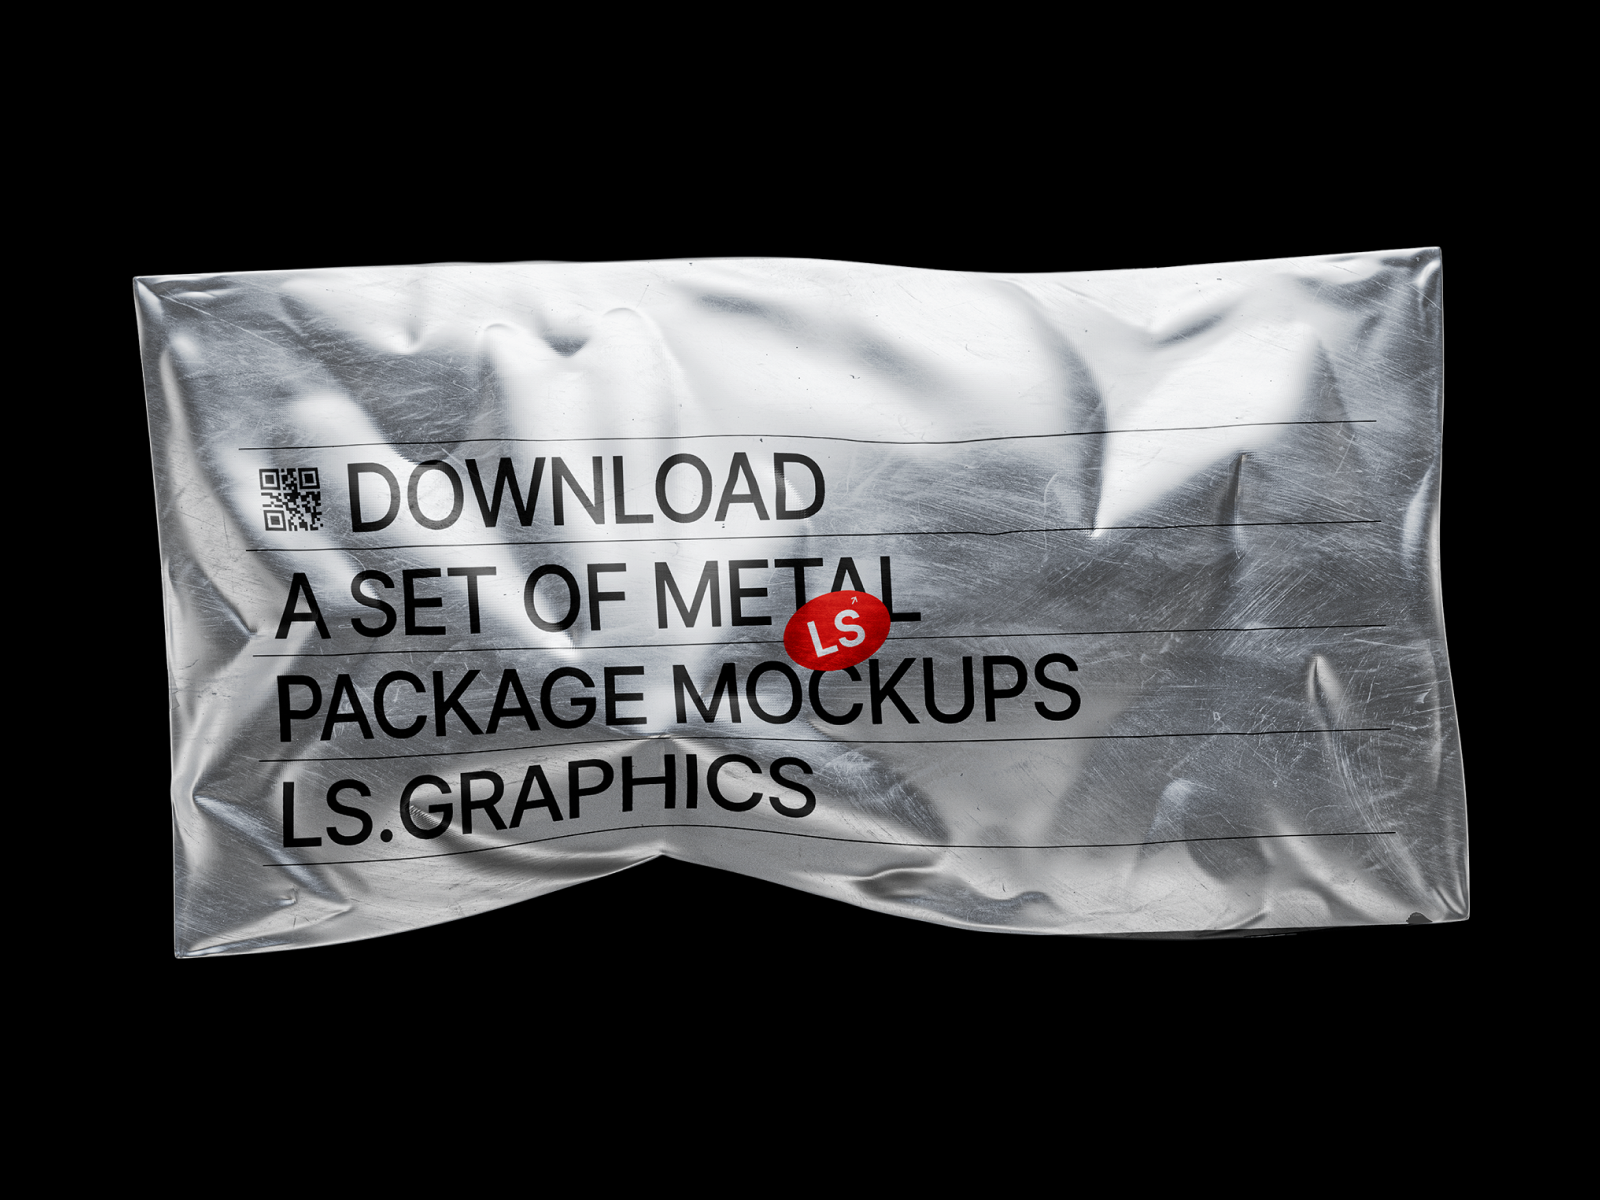 DOWNLOAD
A SET OF METAL
LS
PACKAGE MOCKUPS
LS.GRAPHICS